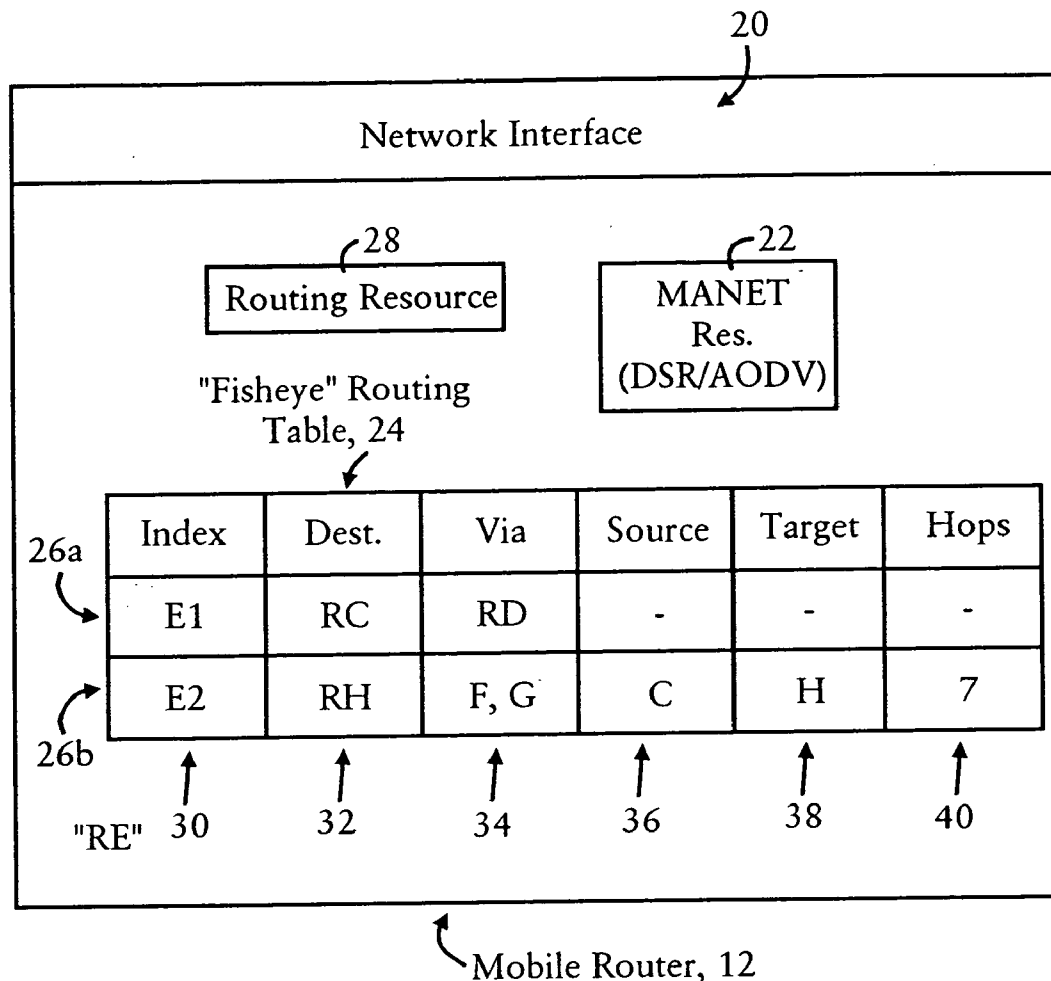 20
Network Interface
28
22
Routing Resource
MANET
Res.
(DSR/AODV)
"Fisheye" Routing
Table, 24
Index Dest. Via Source Target Hops
26a
E1 RC RD - - -
E2 RH F, G C H 7
26b
"RE" 30 32 34 36 38 40
Mobile Router, 12